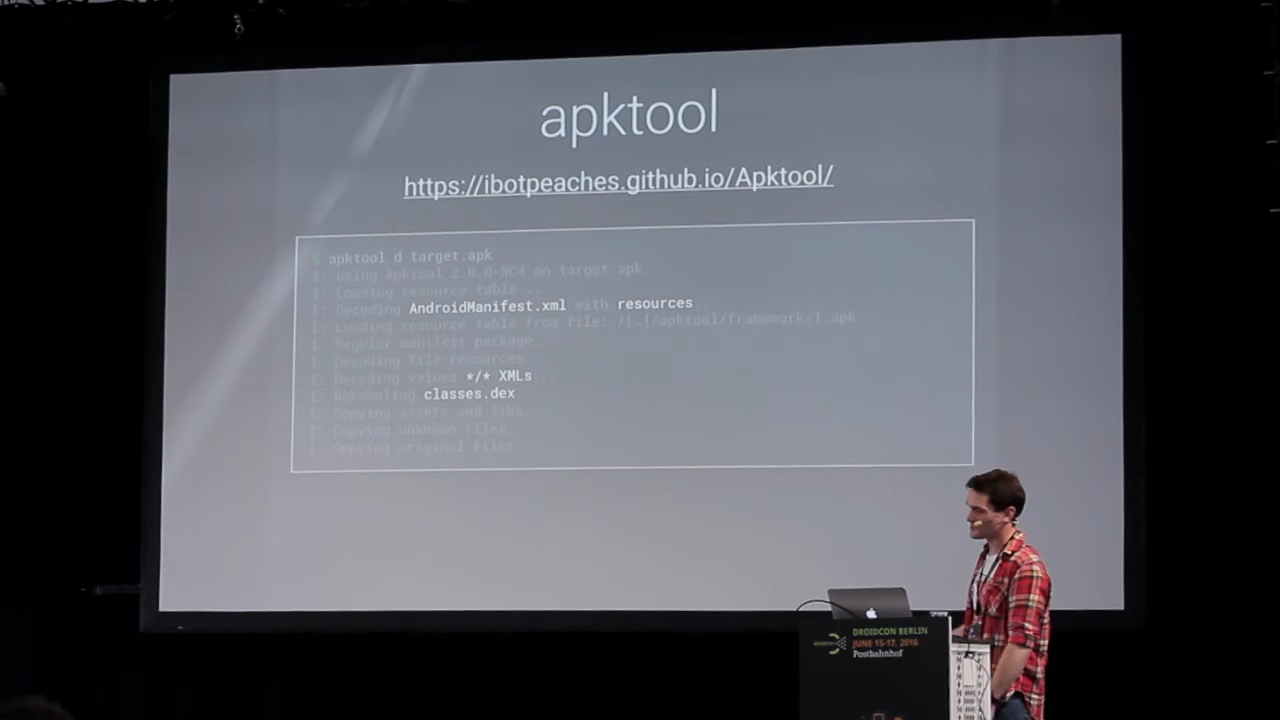 apktool
https://ibotpeaches.github.io/Apktool/
$ apktool d target.apk
I: Using Apktool 2.0.0-RC4 on target.apk
I: Loading resource table...
I: Decoding AndroidManifest.xml with resources...
I: Loading resource table from file: /[…]/apktool/framework/1.apk
I: Regular manifest package...
I: Decoding file-resources...
I: Decoding values */* XMLs...
I: Baksmaling classes.dex...
I: Copying assets and libs...
I: Copying unknown files...
I: Copying original files...
DROIDCON BERLIN
JUNE 15-17, 2016
Postbahnhof